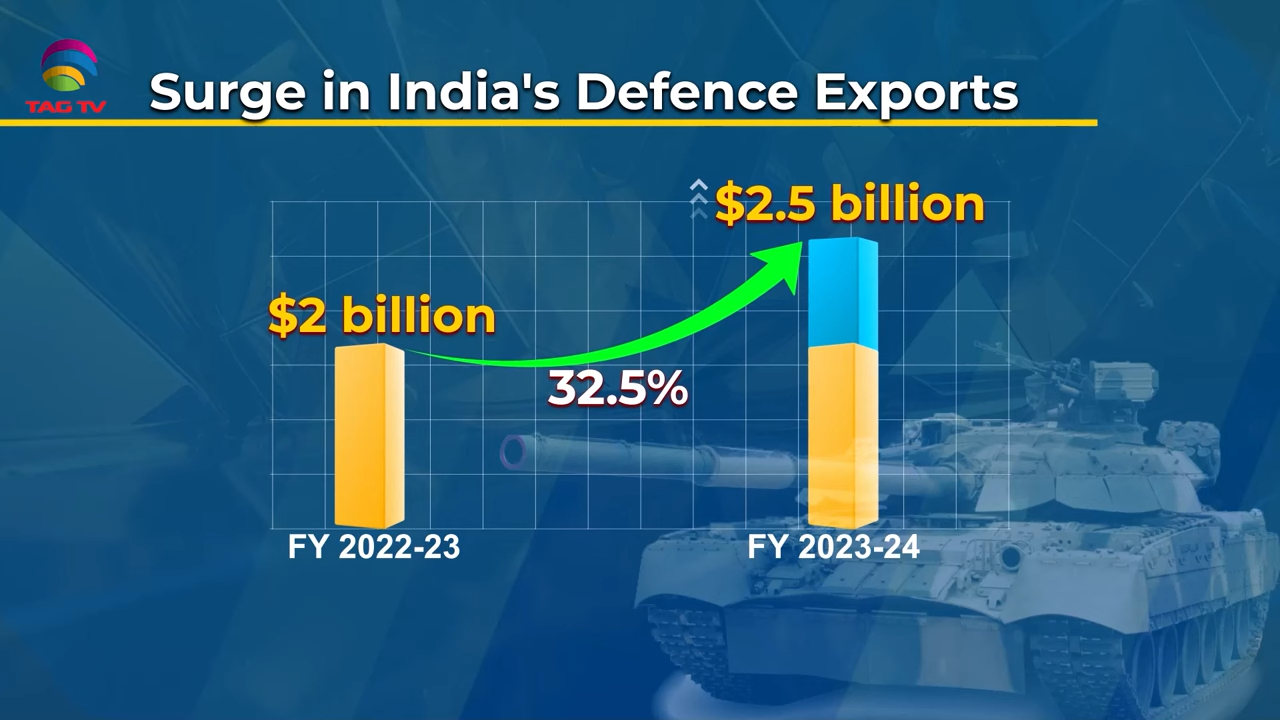 TAG TV
Surge in India's Defence Exports
$2.5 billion
$2 billion
32.5%
FY 2022-23
FY 2023-24